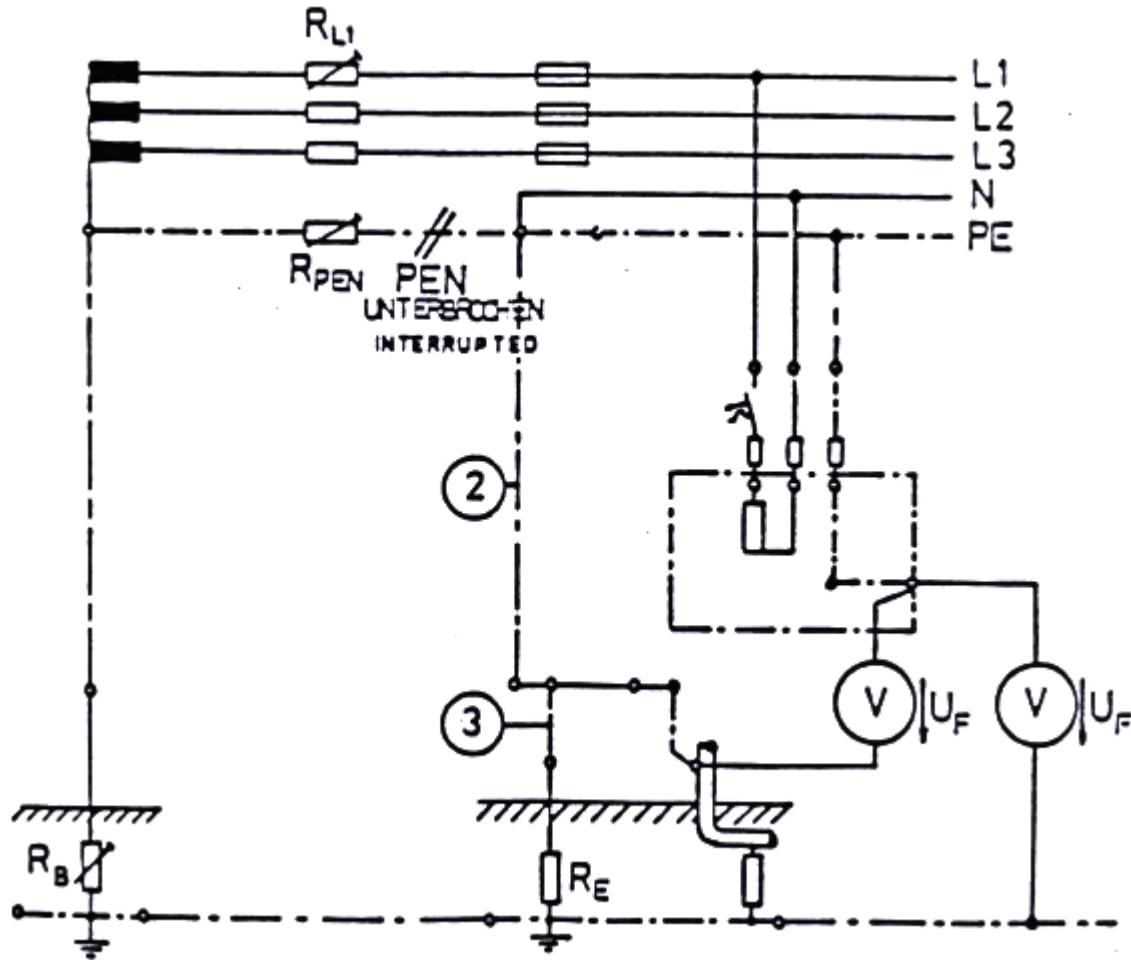 R_L1
L1
L2
L3
N
PE
R_PEN
PEN
UNTERBROCHEN
INTERRUPTED
2
3
V
U_F
V
U_F
R_B
R_E